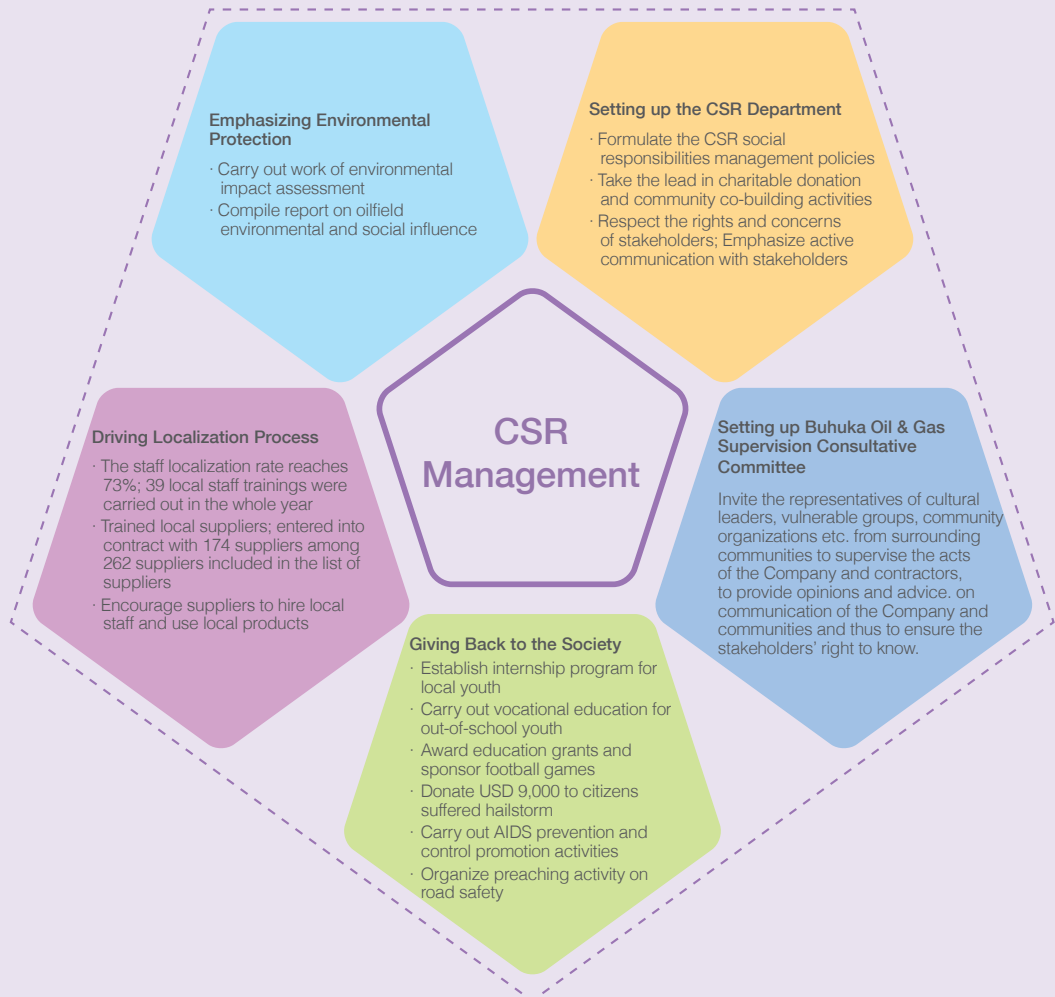 Emphasizing Environmental
Protection
· Carry out work of environmental
impact assessment
· Compile report on oilfield
environmental and social influence
Setting up the CSR Department
· Formulate the CSR social
responsibilities management policies
· Take the lead in charitable donation
and community co-building activities
· Respect the rights and concerns
of stakeholders; Emphasize active
communication with stakeholders
CSR
Management
Driving Localization Process
· The staff localization rate reaches
73%; 39 local staff trainings were
carried out in the whole year
· Trained local suppliers; entered into
contract with 174 suppliers among
262 suppliers included in the list of
suppliers
· Encourage suppliers to hire local
staff and use local products
Setting up Buhuka Oil & Gas
Supervision Consultative
Committee
Invite the representatives of cultural
leaders, vulnerable groups, community
organizations etc. from surrounding
communities to supervise the acts
of the Company and contractors,
to provide opinions and advice. on
communication of the Company and
communities and thus to ensure the
stakeholders’ right to know.
Giving Back to the Society
· Establish internship program for
local youth
· Carry out vocational education for
out-of-school youth
· Award education grants and
sponsor football games
· Donate USD 9,000 to citizens
suffered hailstorm
· Carry out AIDS prevention and
control promotion activities
· Organize preaching activity on
road safety